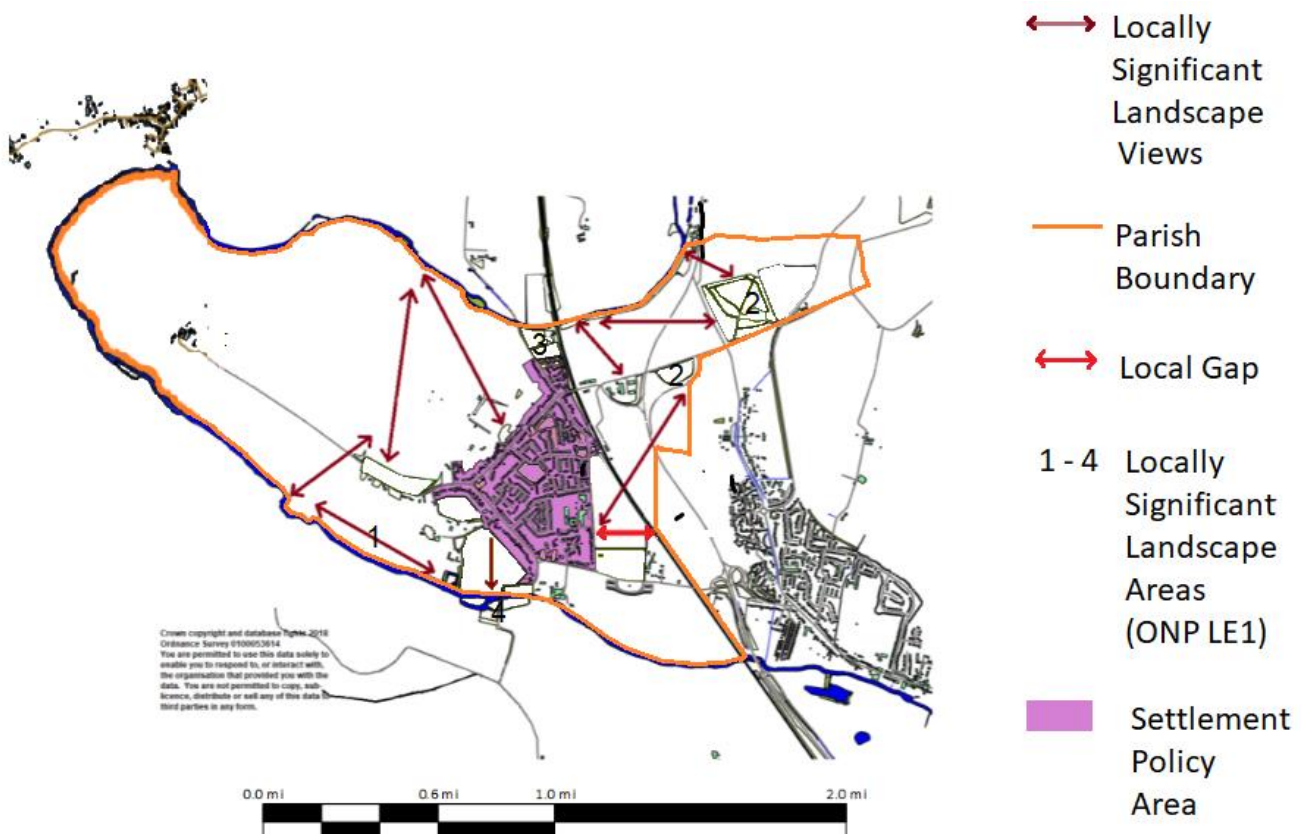 Locally
Significant
Landscape
Views
Parish
Boundary
Local Gap
1 - 4 Locally
Significant
Landscape
Areas
(ONP LE1)
Settlement
Policy
Area
2
3
2
1
4
Crown copyright and database rights 2018
Ordnance Survey 0100053614
You are permitted to use this data solely to
enable you to respond to, or interact with,
the organisation that provided you with the
data. You are not permitted to copy, sub-
licence, distribute or sell any of this data to
third parties in any form.
0.0 mi 0.6 mi 1.0 mi 2.0 mi